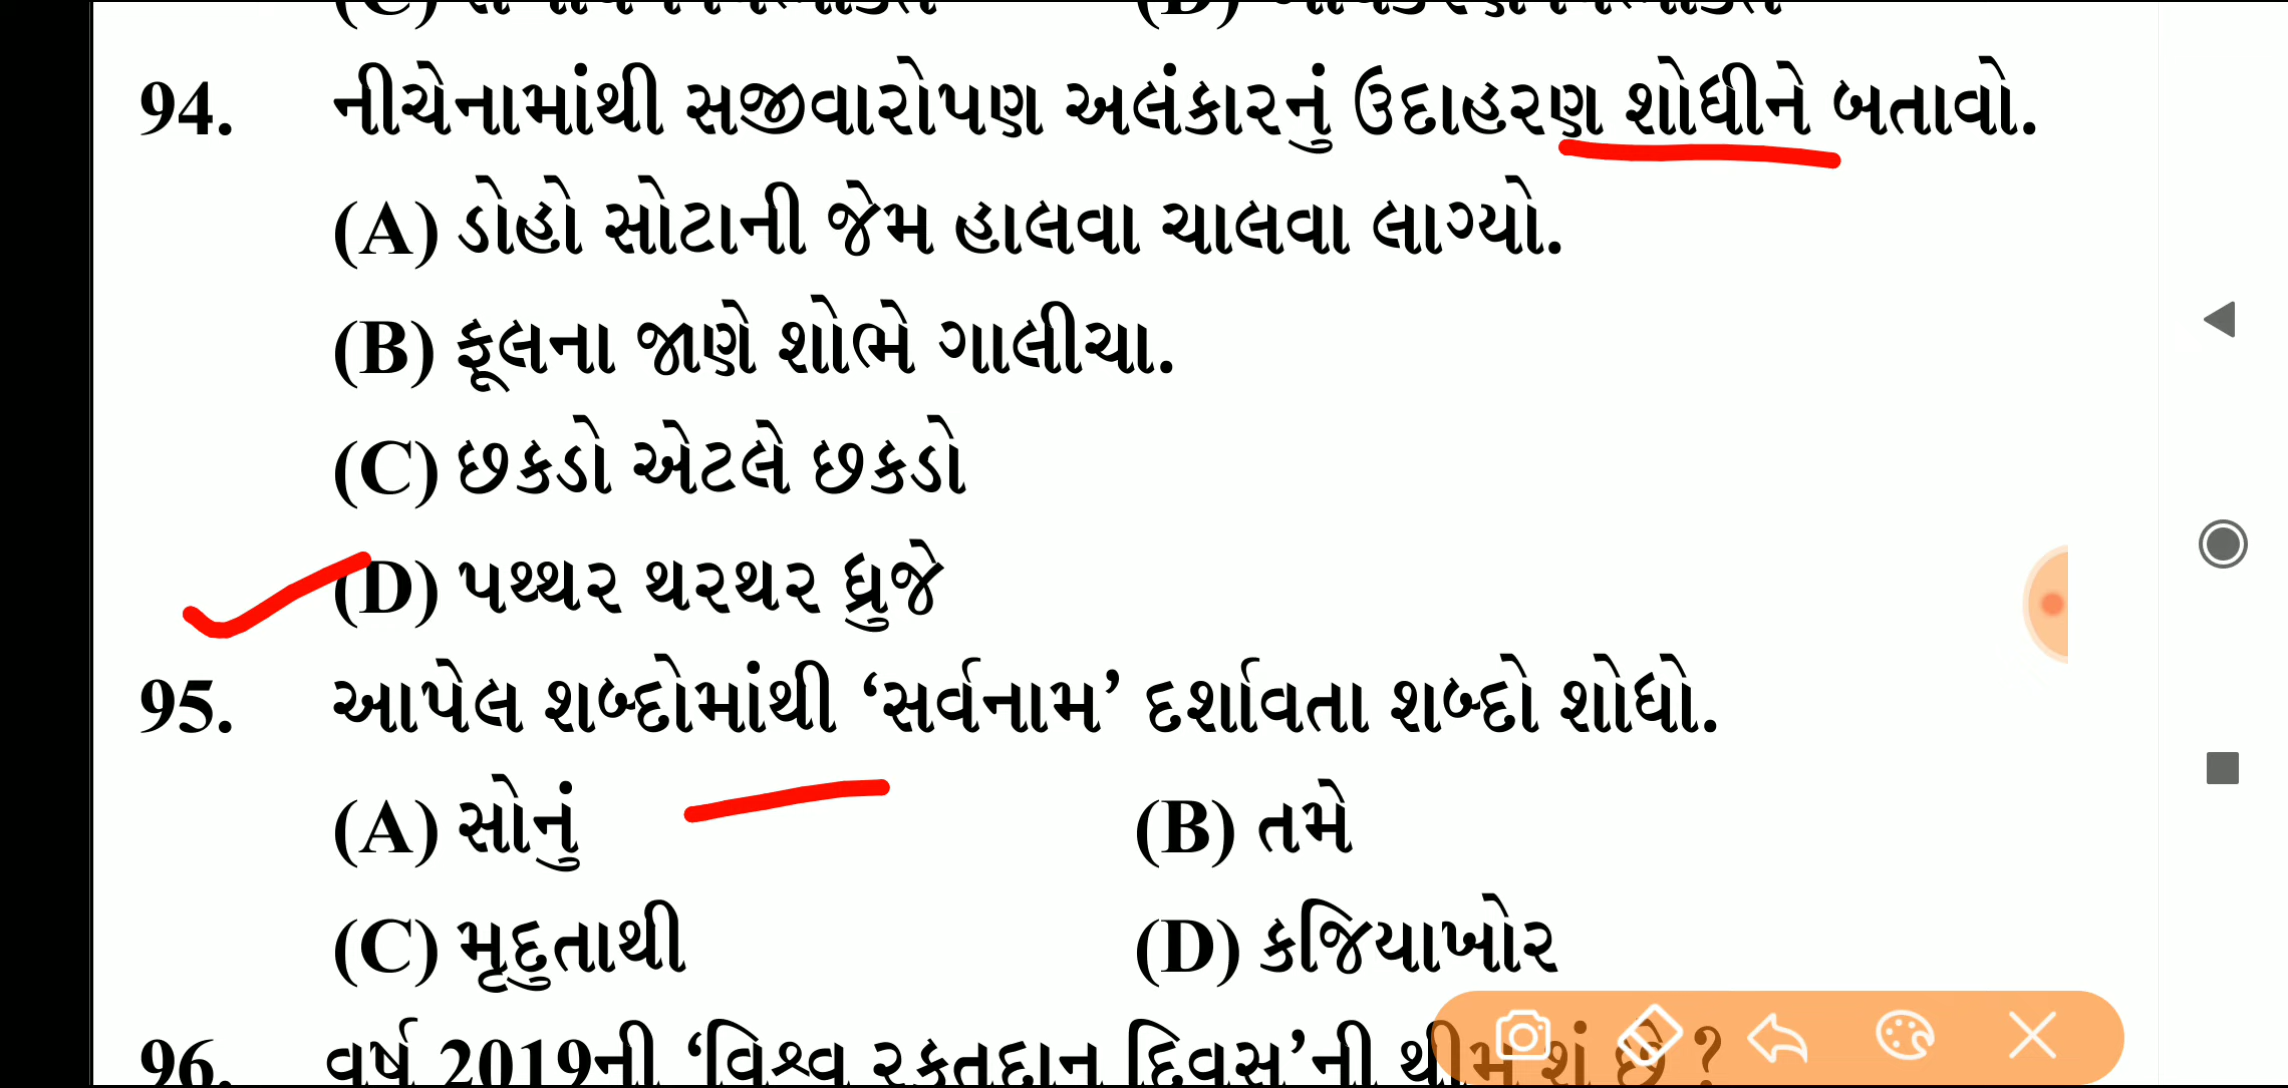 94. નીચેનામાંથી સજીવારોપણ અલંકારનું ઉદાહરણ શોધીને બતાવો.
(A) ડોહો સોટાની જેમ હાલવા ચાલવા લાગ્યો.
(B) ફૂલના જાણે શોભે ગાલીચા.
(C) છકડો એટલે છકડો
(D) પથ્થર થરથર ધ્રુજે
95. આપેલ શબ્દોમાંથી ‘સર્વનામ’ દર્શાવતા શબ્દો શોધો.
(A) સોનું (B) તમે
(C) મૃદુતાથી (D) કજિયાખોર
96. વર્ષ 2019ની ‘વિશ્વ રક્તદાન દિવસ’ની થીમ શું છે ?